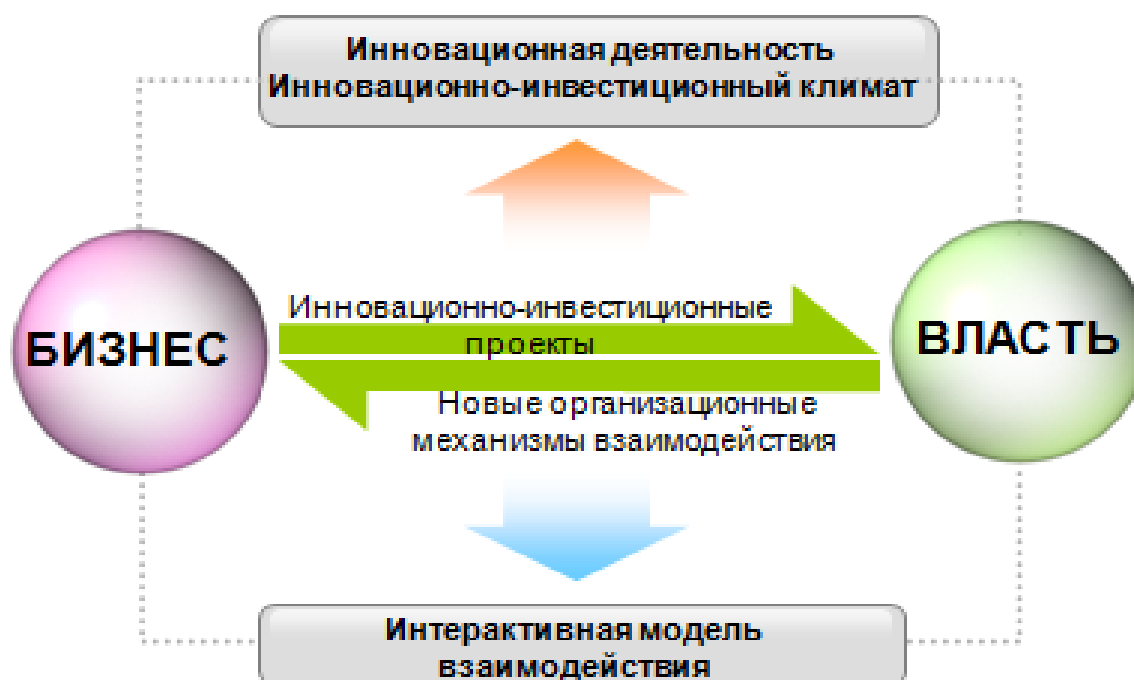 Инновационная деятельность
Инновационно-инвестиционный климат
Инновационно-инвестиционные
проекты
БИЗНЕС
ВЛАСТЬ
Новые организационные
механизмы взаимодействия
Интерактивная модель
взаимодействия